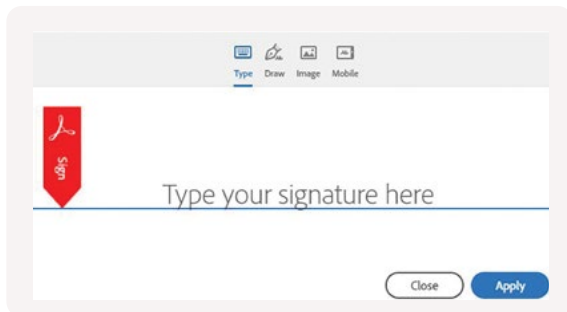 Type Draw Image Mobile
Sign
Type your signature here
Close Apply